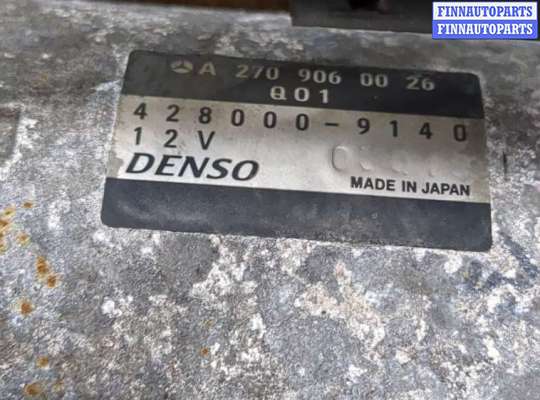 FINNAUTOPARTS
FINNAUTOPARTS
A 270 906 00 26
Q01
428000-9140
12V
DENSO
MADE IN JAPAN